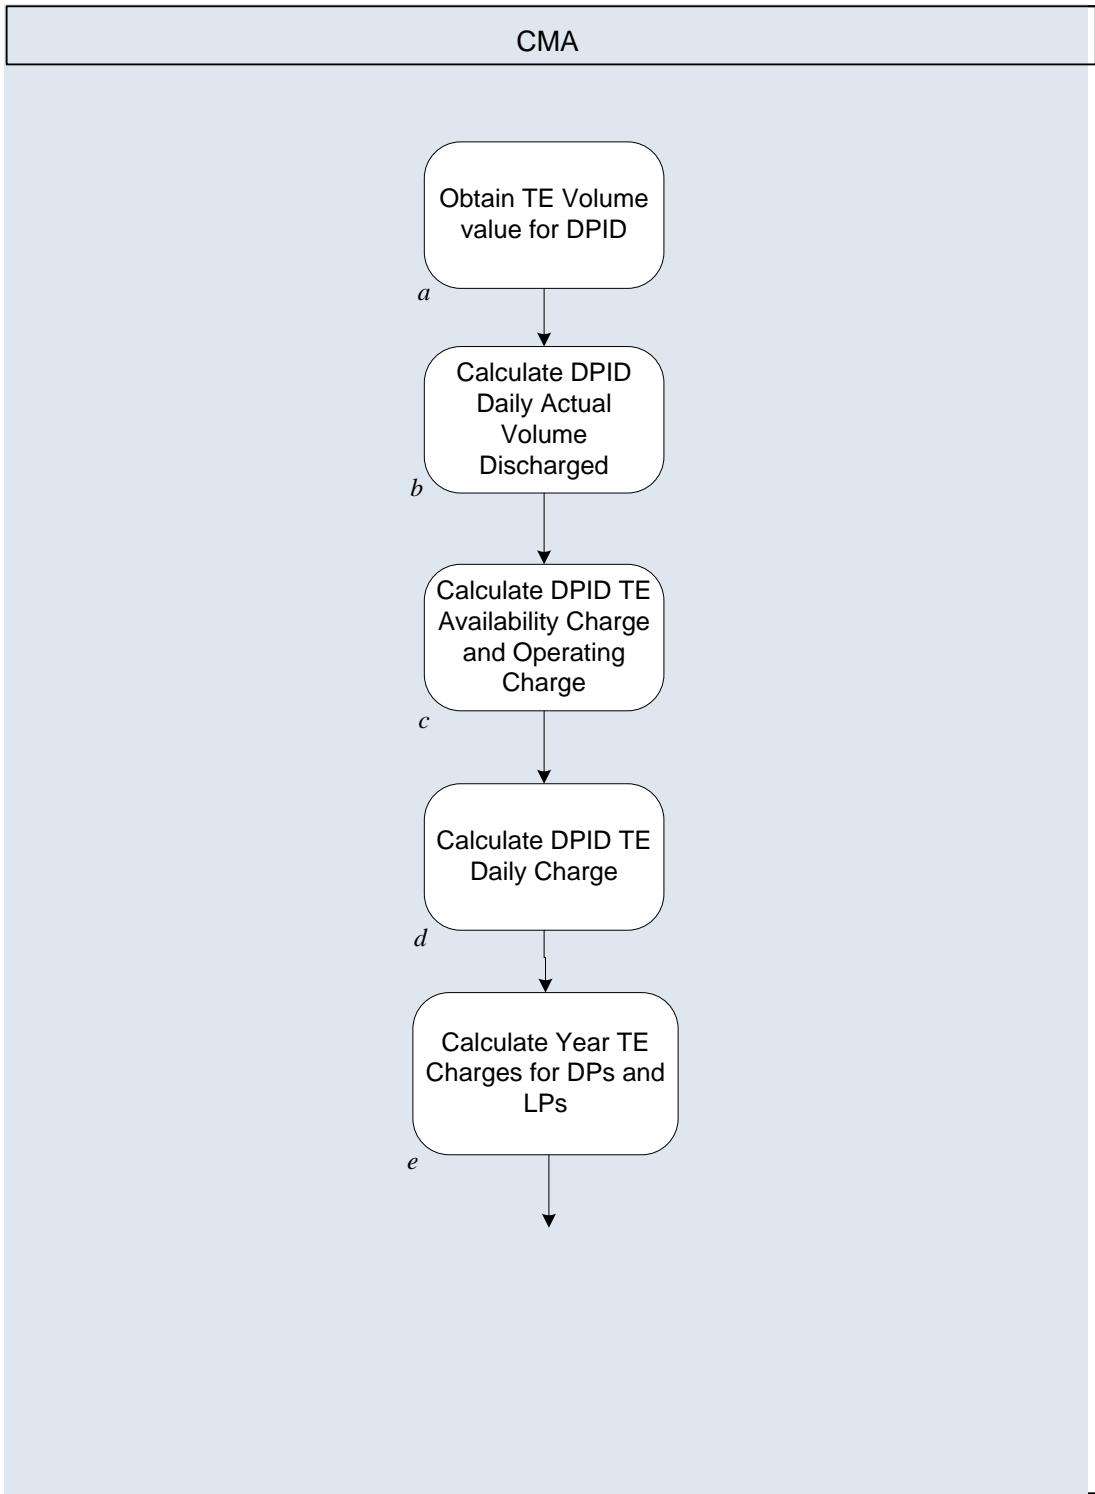 CMA
Obtain TE Volume
value for DPID
a
Calculate DPID
Daily Actual
Volume
Discharged
b
Calculate DPID TE
Availability Charge
and Operating
Charge
c
Calculate DPID TE
Daily Charge
d
Calculate Year TE
Charges for DPs and
LPs
e